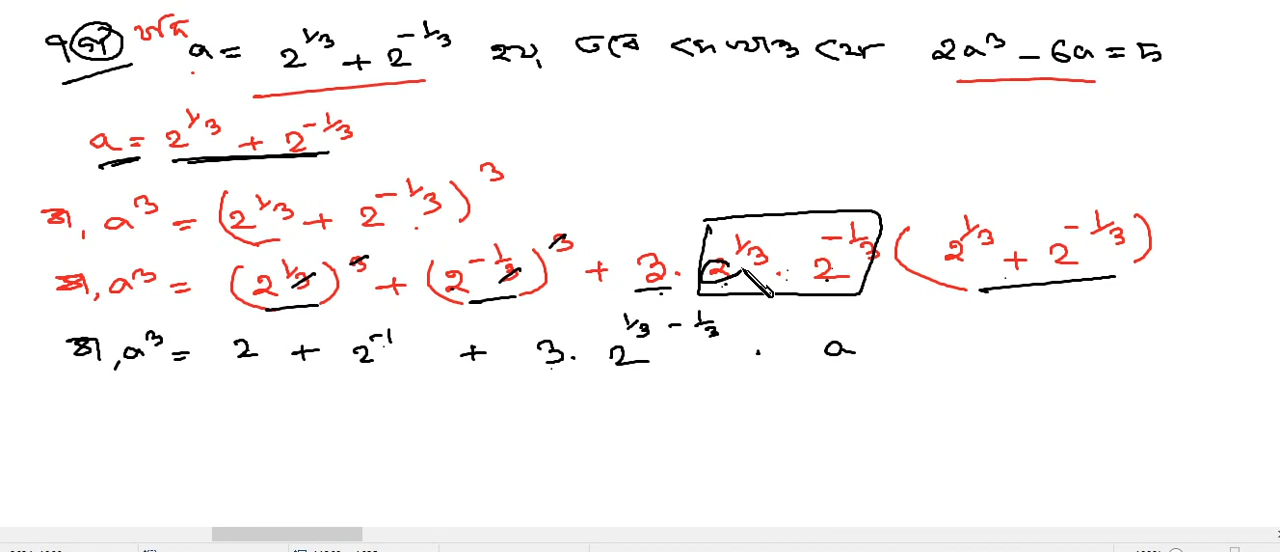 ৭(গ) যদি a = 2^{1/3} + 2^{-1/3} হয়, তবে দেখাও যে 2a³ - 6a = 5
a = 2^{1/3} + 2^{-1/3}
বা, a³ = (2^{1/3} + 2^{-1/3})³
বা, a³ = (2^{1/3})³ + (2^{-1/3})³ + 3 . 2^{1/3} . 2^{-1/3} (2^{1/3} + 2^{-1/3})
বা, a³ = 2 + 2^{-1} + 3 . 2^{1/3 - 1/3} . a